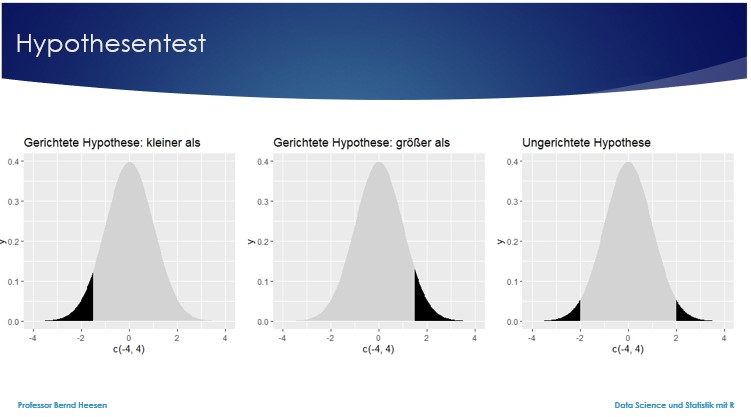 Hypothesentest
Gerichtete Hypothese: kleiner als
0.4
0.3
0.2
0.1
0.0
y
-4 -2 0 2 4
c(-4, 4)
Gerichtete Hypothese: größer als
0.4
0.3
0.2
0.1
0.0
y
-4 -2 0 2 4
c(-4, 4)
Ungerichtete Hypothese
0.4
0.3
0.2
0.1
0.0
y
-4 -2 0 2 4
c(-4, 4)
Professor Bernd Heesen
Data Science und Statistik mit R